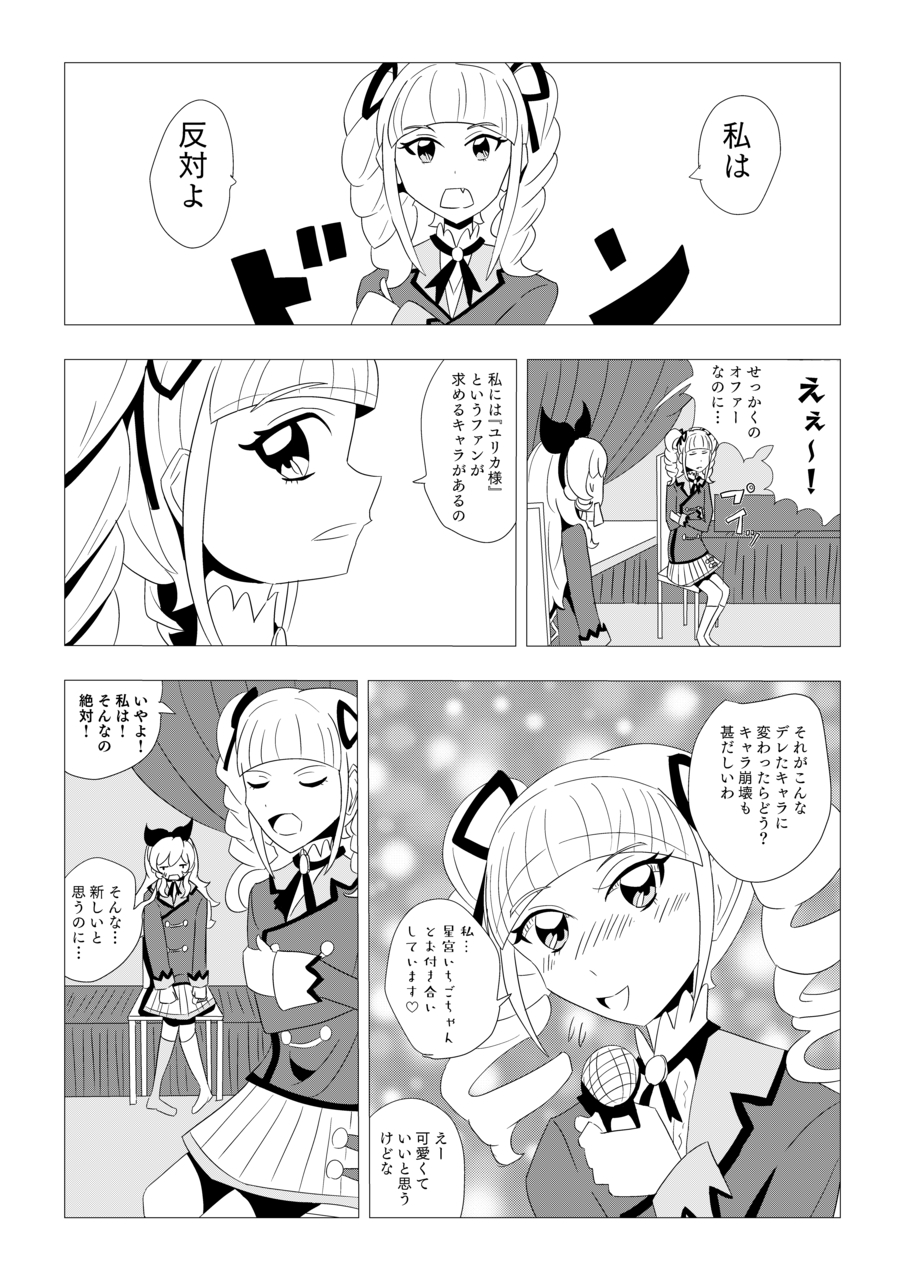 私は
反対よ
ドン
ええ〜！
せっかくの
オファー
なのに…
プイッ
私には『ユリカ様』
というファンが
求めるキャラがあるの
それがこんな
デレたキャラに
変わったらどう？
キャラ崩壊も
甚だしいわ
私…
星宮いちごちゃん
とお付き合い
しています♡
えー
可愛くて
いいと思う
けどな
いやよ！
私は！
そんなの
絶対！
そんな…
新しいと
思うのに…